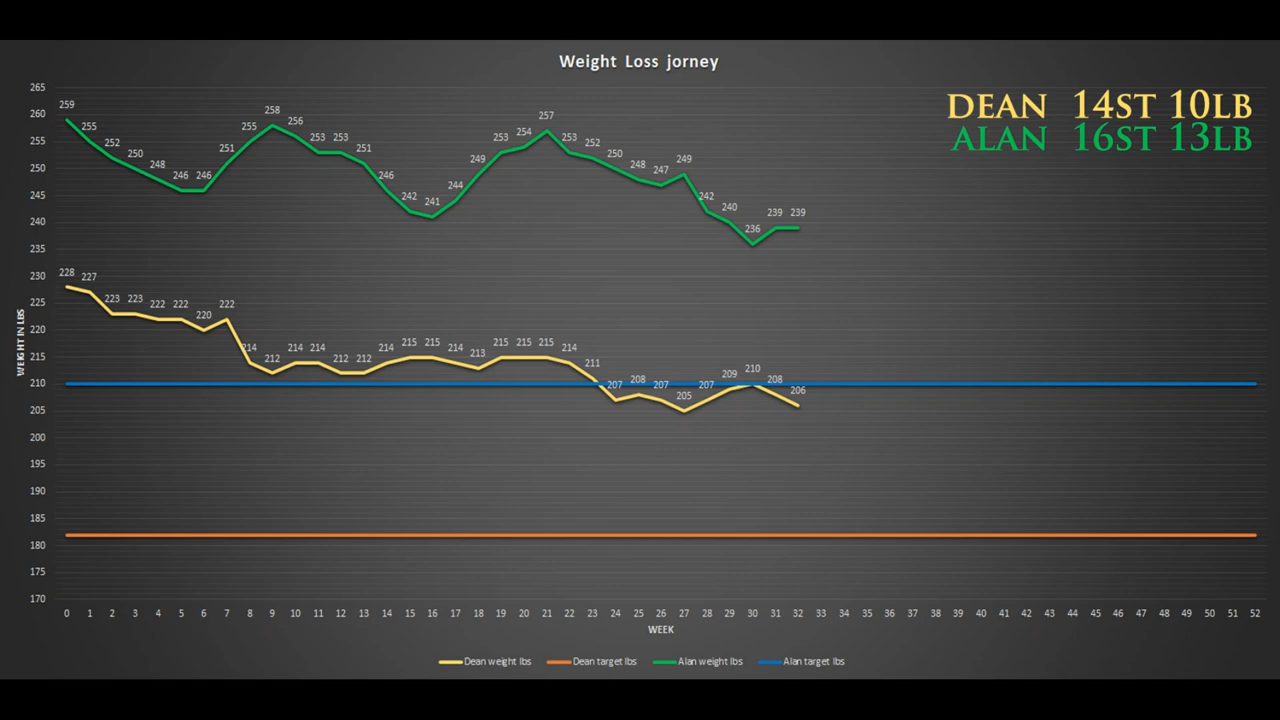 Weight Loss jorney
DEAN 14ST 10LB
ALAN 16ST 13LB
265
260
255
250
245
240
235
230
225
220
215
210
205
200
195
190
185
180
175
170
WEIGHT IN LBS
259 255 252 250 248 246 246 251 255 258 256 253 253 251 246 242 241 244 249 253 254 257 253 252 250 248 247 249 242 240 236 239 239
228 227 223 223 222 222 220 222 214 212 214 214 212 212 214 215 215 214 213 215 215 215 214 211 207 208 207 205 207 209 210 208 206
0 1 2 3 4 5 6 7 8 9 10 11 12 13 14 15 16 17 18 19 20 21 22 23 24 25 26 27 28 29 30 31 32 33 34 35 36 37 38 39 40 41 42 43 44 45 46 47 48 49 50 51 52
WEEK
Dean weight lbs Dean target lbs Alan weight lbs Alan target lbs